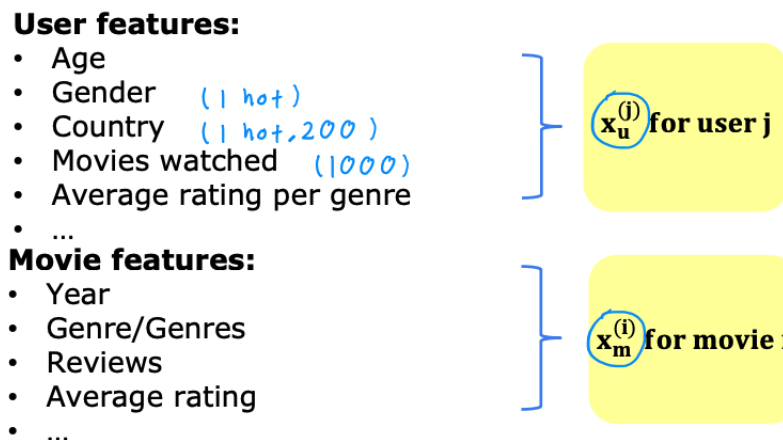 User features:
• Age
• Gender (1 hot)
• Country (1 hot, 200)
• Movies watched (1000)
• Average rating per genre
• ...
x_u^(j) for user j
Movie features:
• Year
• Genre/Genres
• Reviews
• Average rating
• ...
x_m^(i) for movie